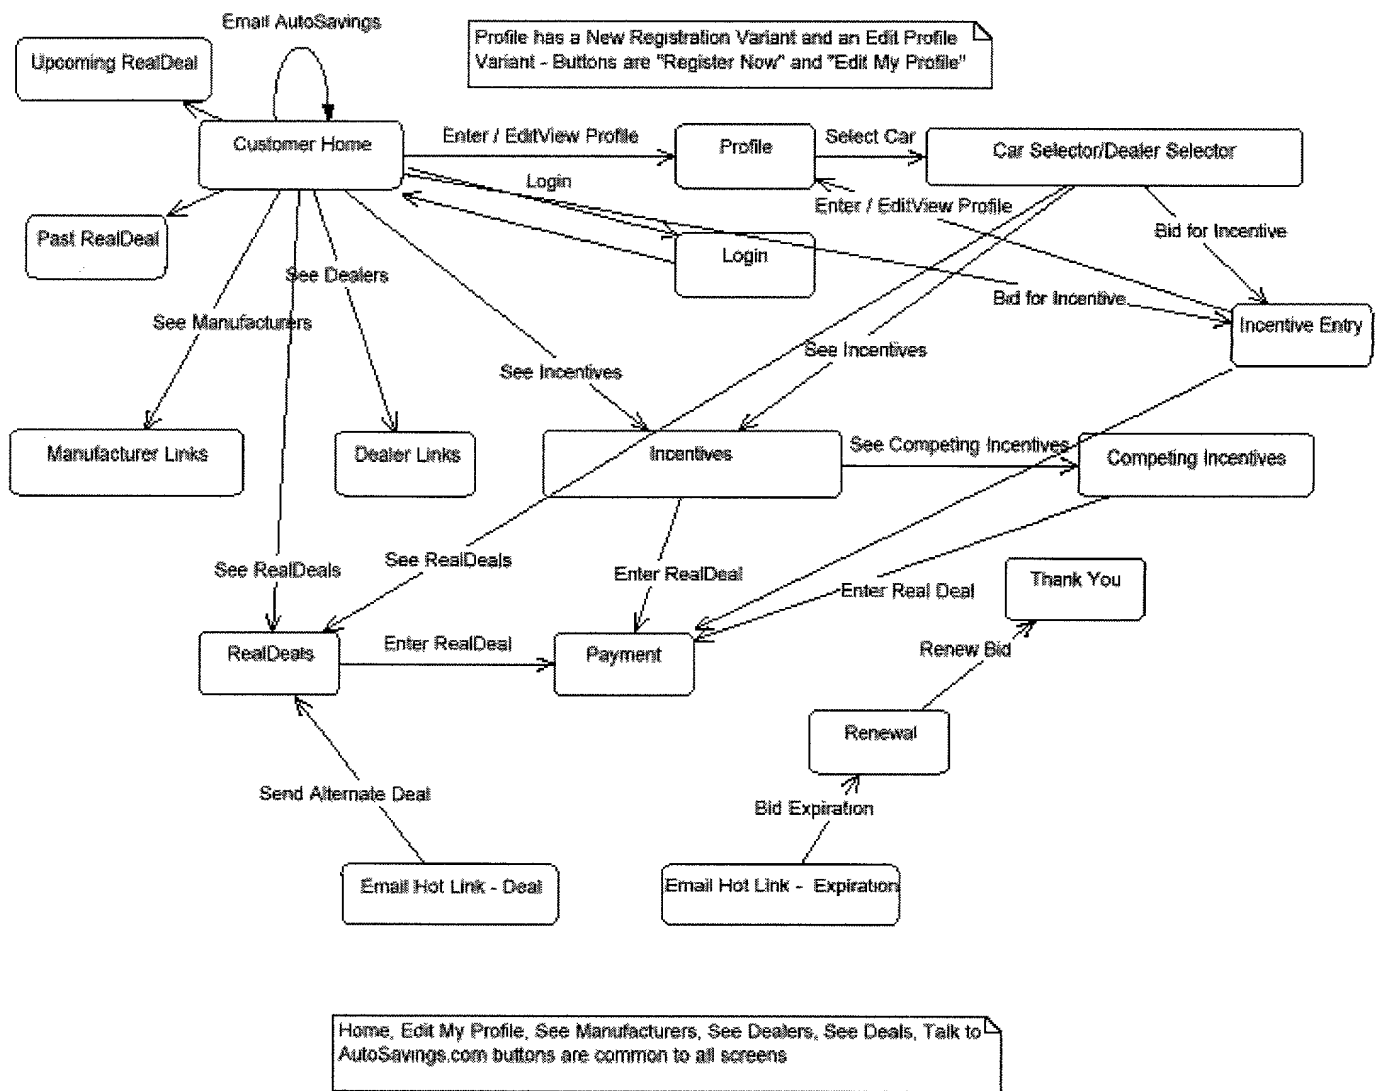 Email AutoSavings
Profile has a New Registration Variant and an Edit Profile
Variant - Buttons are "Register Now" and "Edit My Profile"
Upcoming RealDeal
Customer Home
Enter / EditView Profile
Profile
Select Car
Car Selector/Dealer Selector
Login
Enter / EditView Profile
Bid for Incentive
Past RealDeal
Login
See Dealers
Bid for Incentive
Incentive Entry
See Manufacturers
See Incentives
See Incentives
Manufacturer Links
Dealer Links
Incentives
See Competing Incentives
Competing Incentives
See RealDeals
See RealDeals
Enter RealDeal
Enter Real Deal
Thank You
RealDeals
Enter RealDeal
Payment
Renew Bid
Renewal
Send Alternate Deal
Bid Expiration
Email Hot Link - Deal
Email Hot Link - Expiration
Home, Edit My Profile, See Manufacturers, See Dealers, See Deals, Talk to
AutoSavings.com buttons are common to all screens